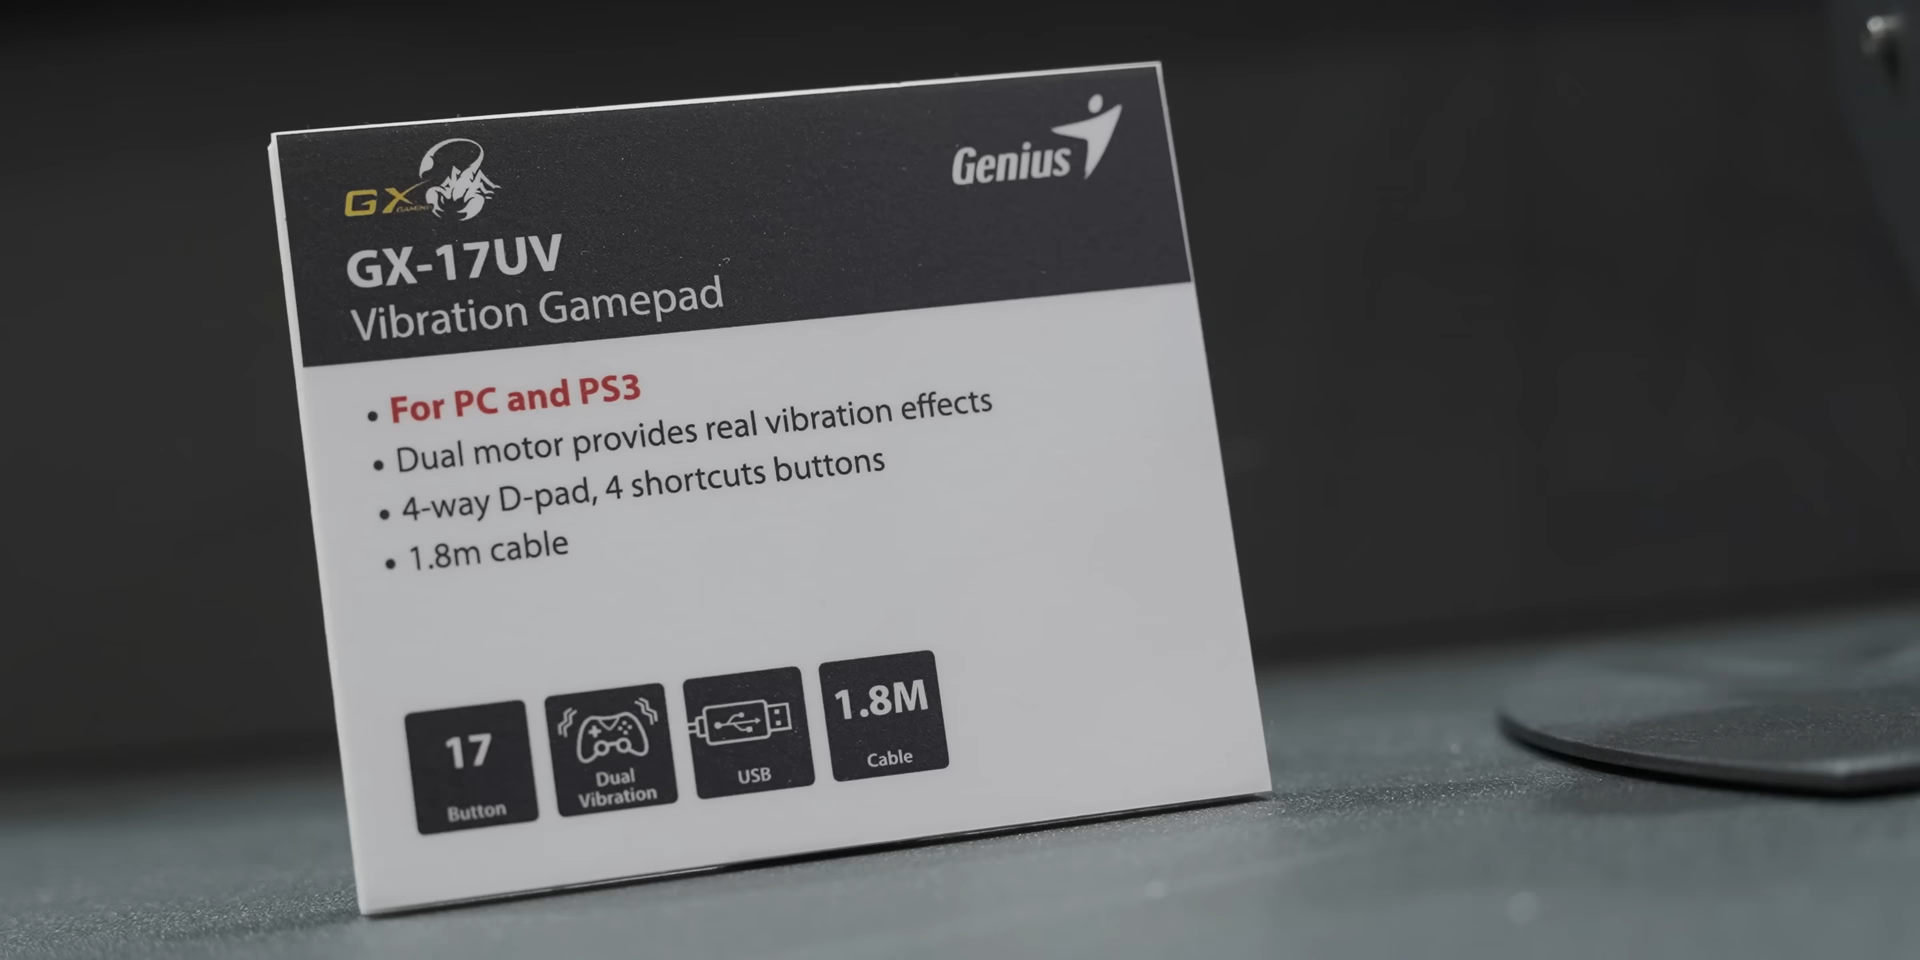 GX GAMING
Genius
GX-17UV
Vibration Gamepad
• For PC and PS3
• Dual motor provides real vibration effects
• 4-way D-pad, 4 shortcuts buttons
• 1.8m cable
17
Button
Dual
Vibration
USB
1.8M
Cable